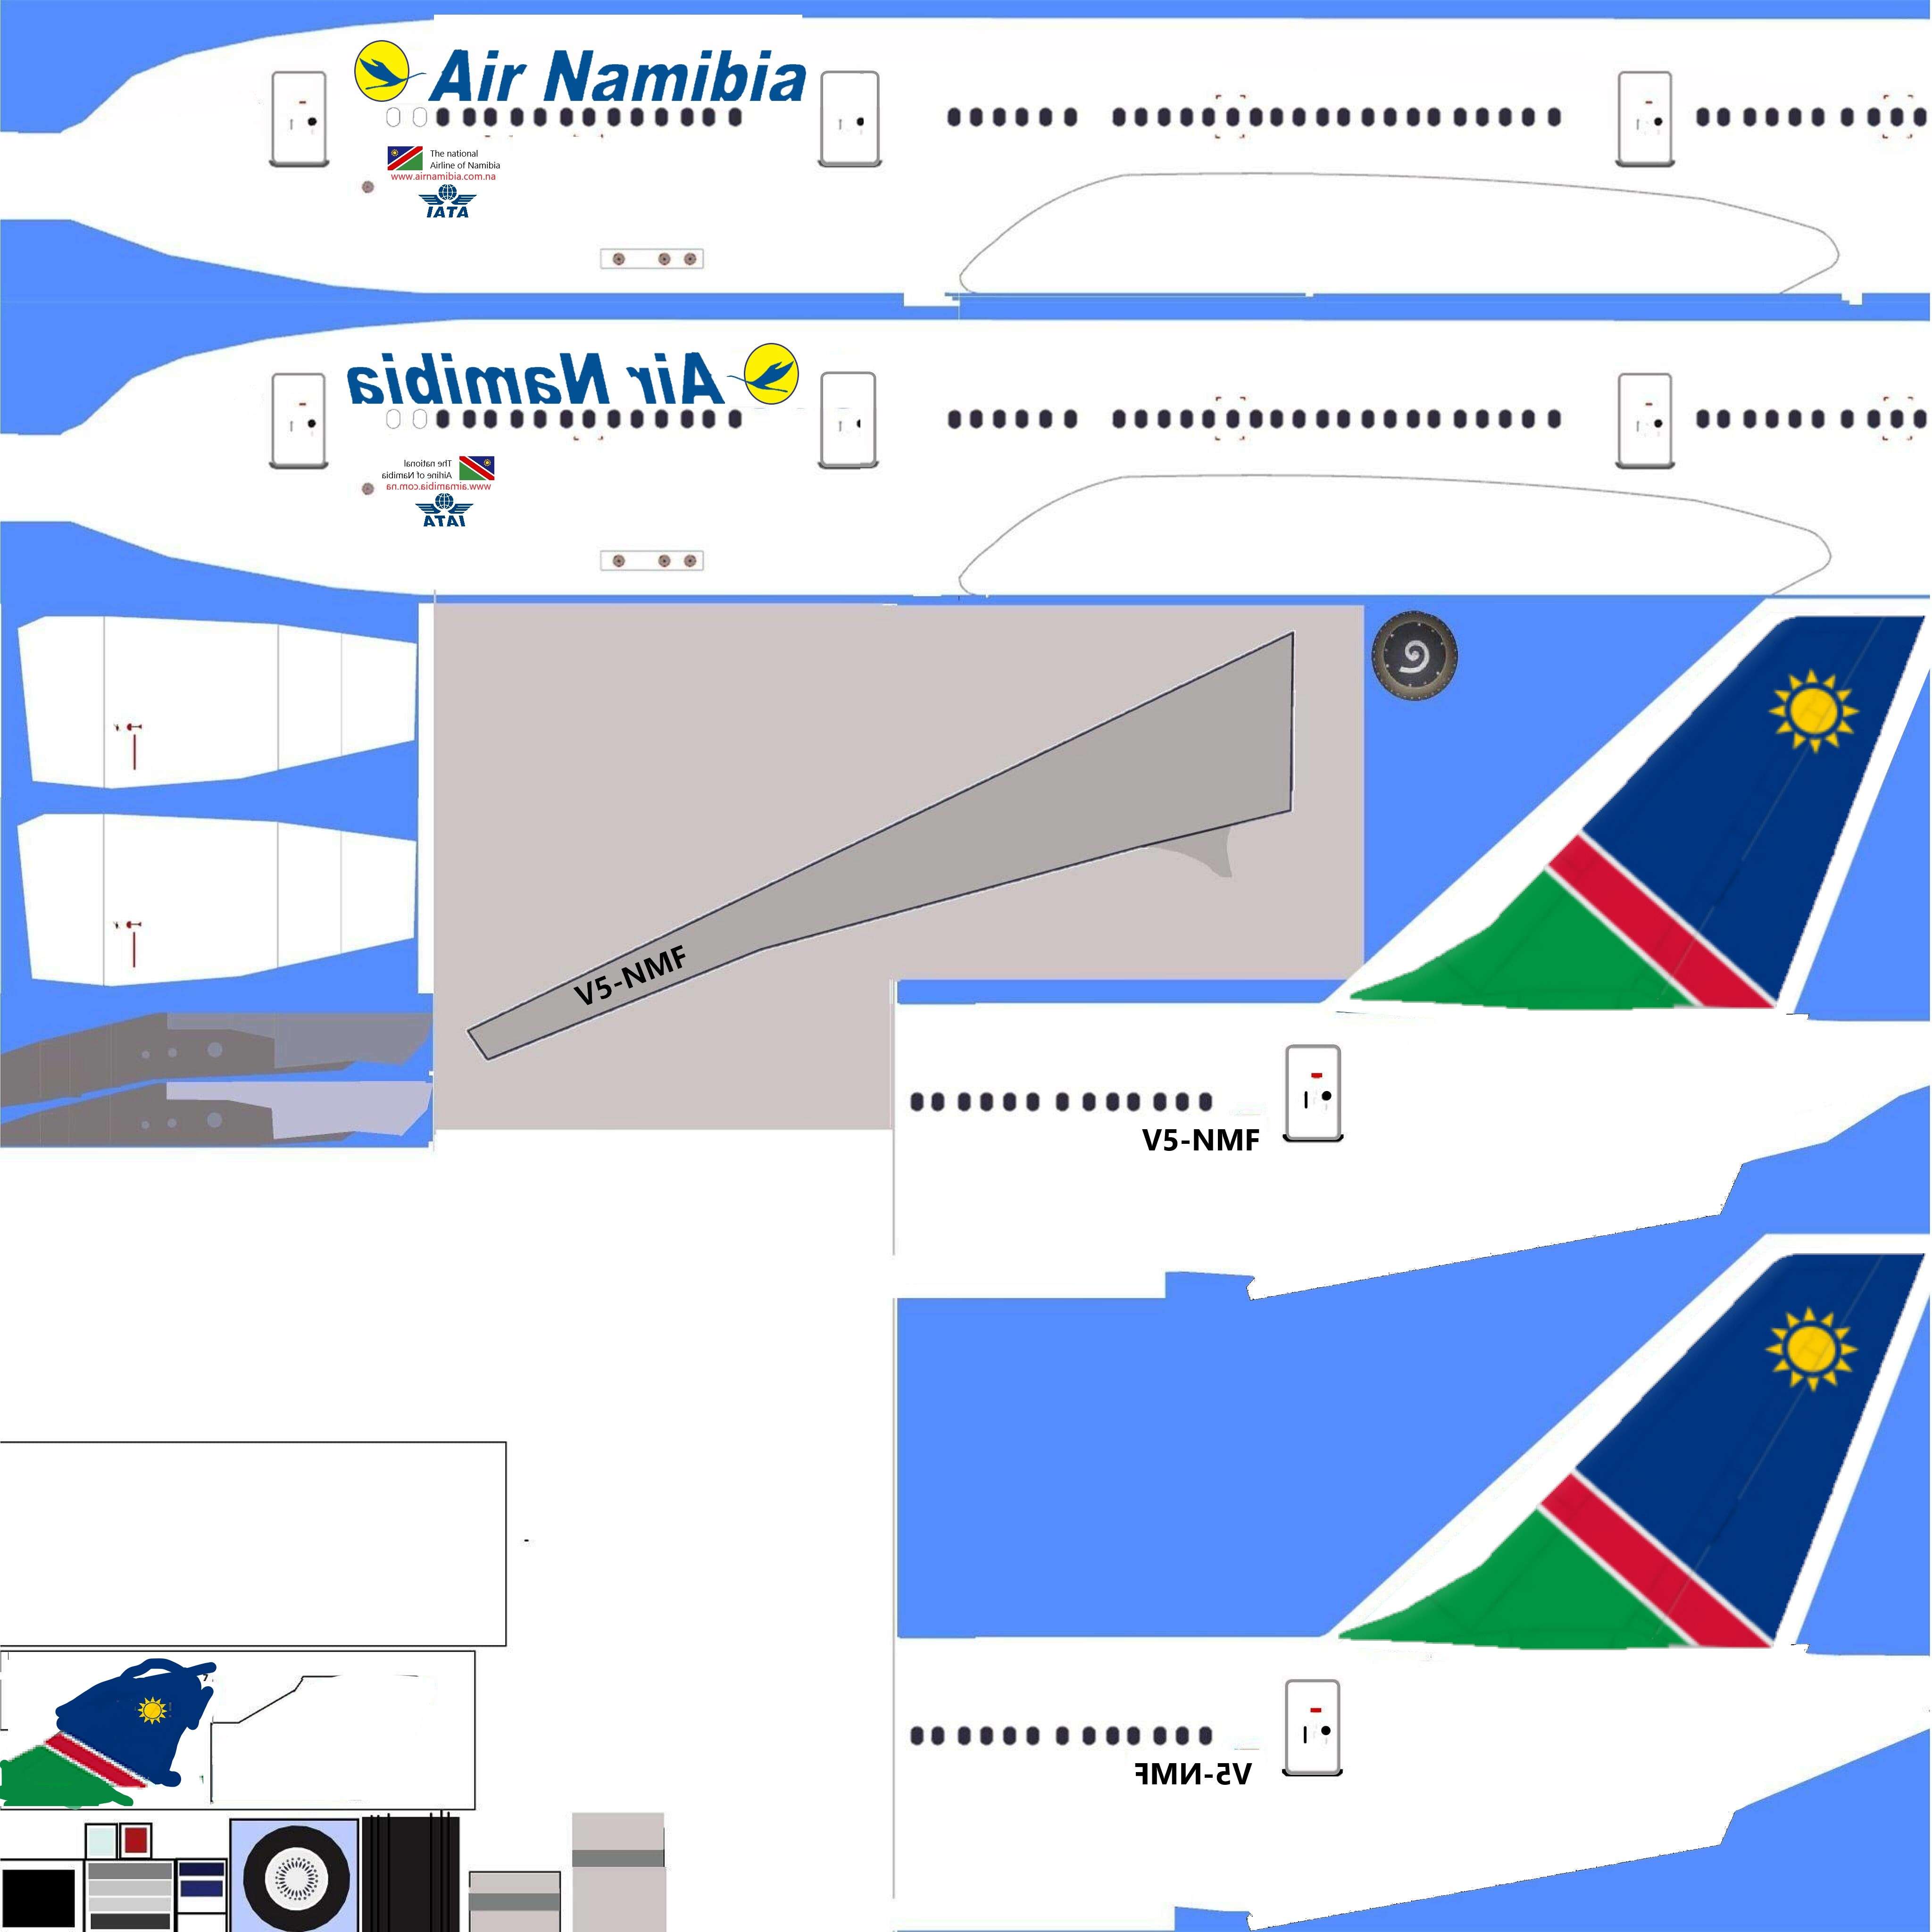 Air Namibia
The national
Airline of Namibia
www.airnamibia.com.na
IATA
Air Namibia
The national
Airline of Namibia
www.airnamibia.com.na
IATA
V5-NMF
V5-NMF
V5-NMF